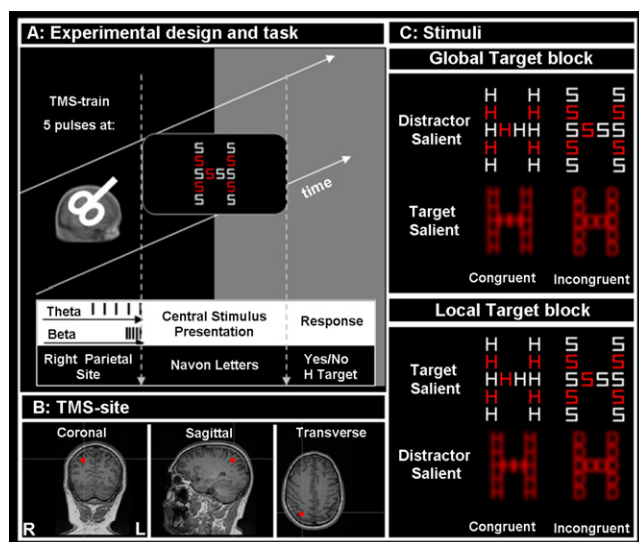 A: Experimental design and task
TMS-train
5 pulses at:
S S
S S
S S S S
S S
S S
time
Theta
Beta
Central Stimulus
Presentation
Response
Right Parietal
Site
Navon Letters
Yes/No
H Target
B: TMS-site
Coronal
Sagittal
Transverse
R
L
C: Stimuli
Global Target block
Distractor
Salient
H H S S
H H S S
H H H H S S S S
H H S S
H H S S
Target
Salient
Congruent
Incongruent
Local Target block
Target
Salient
H H S S
H H S S
H H H H S S S S
H H S S
H H S S
Distractor
Salient
Congruent
Incongruent